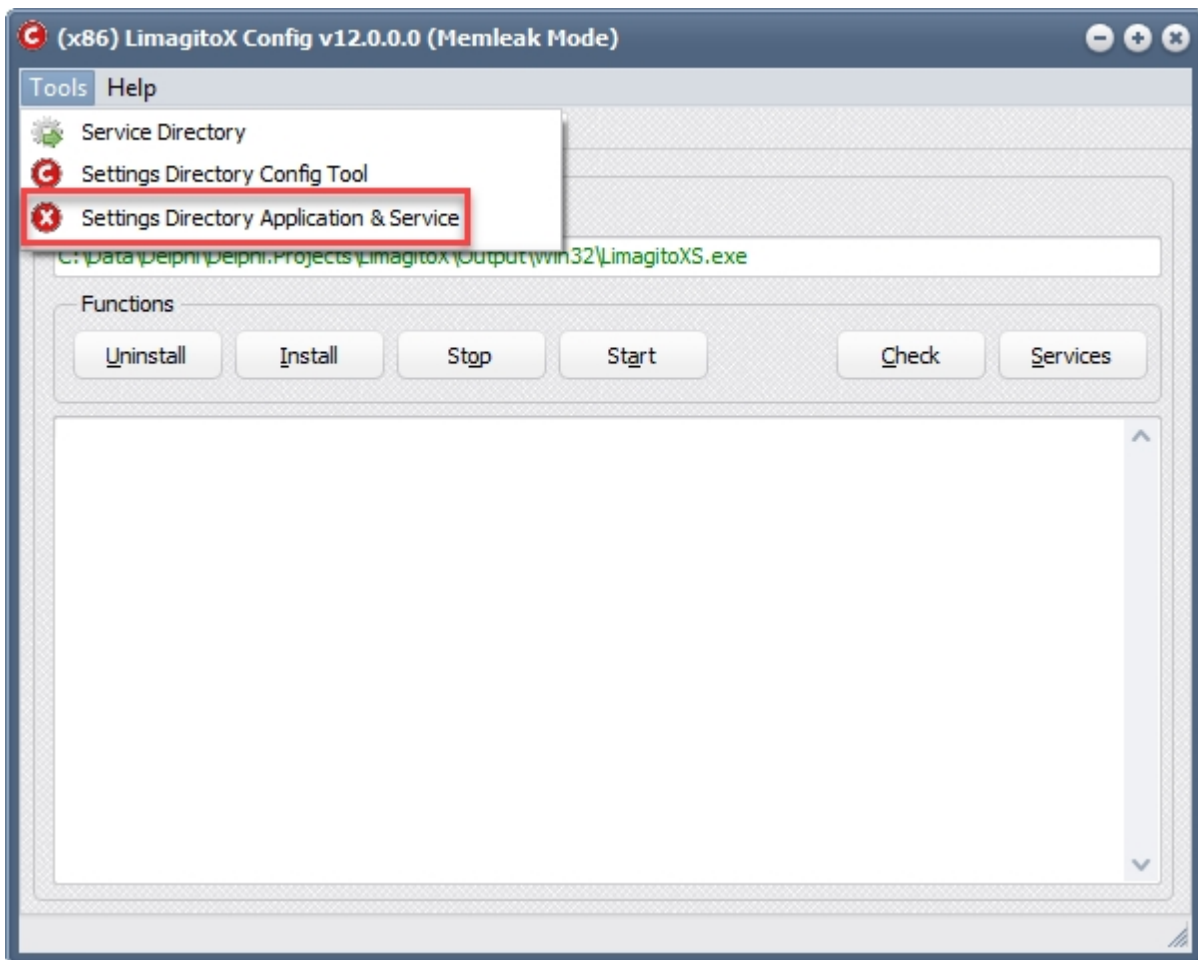 (x86) LimagitoX Config v12.0.0.0 (Memleak Mode)
Tools Help
Service Directory
Settings Directory Config Tool
Settings Directory Application & Service
C:\Data\Delphi\Delphi.Projects\LimagitoX\Output\Win32\LimagitoXS.exe
Functions
Uninstall Install Stop Start Check Services